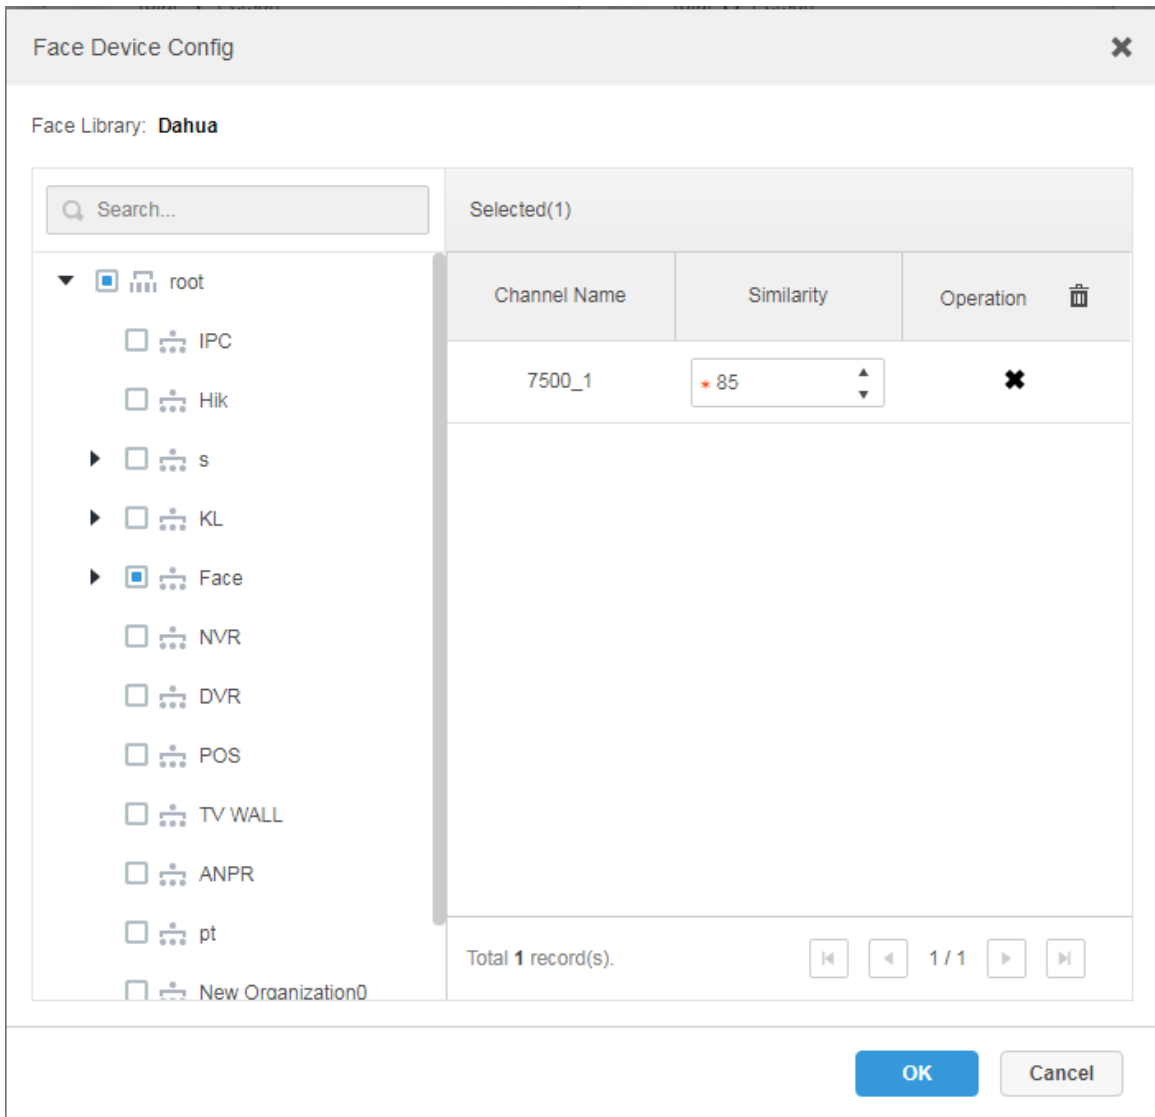 Face Device Config
Face Library: Dahua
Search...
Selected(1)
root
IPC
Hik
s
KL
Face
NVR
DVR
POS
TV WALL
ANPR
pt
New Organization0
Channel Name Similarity Operation
7500_1 * 85
Total 1 record(s). 1 / 1
OK Cancel